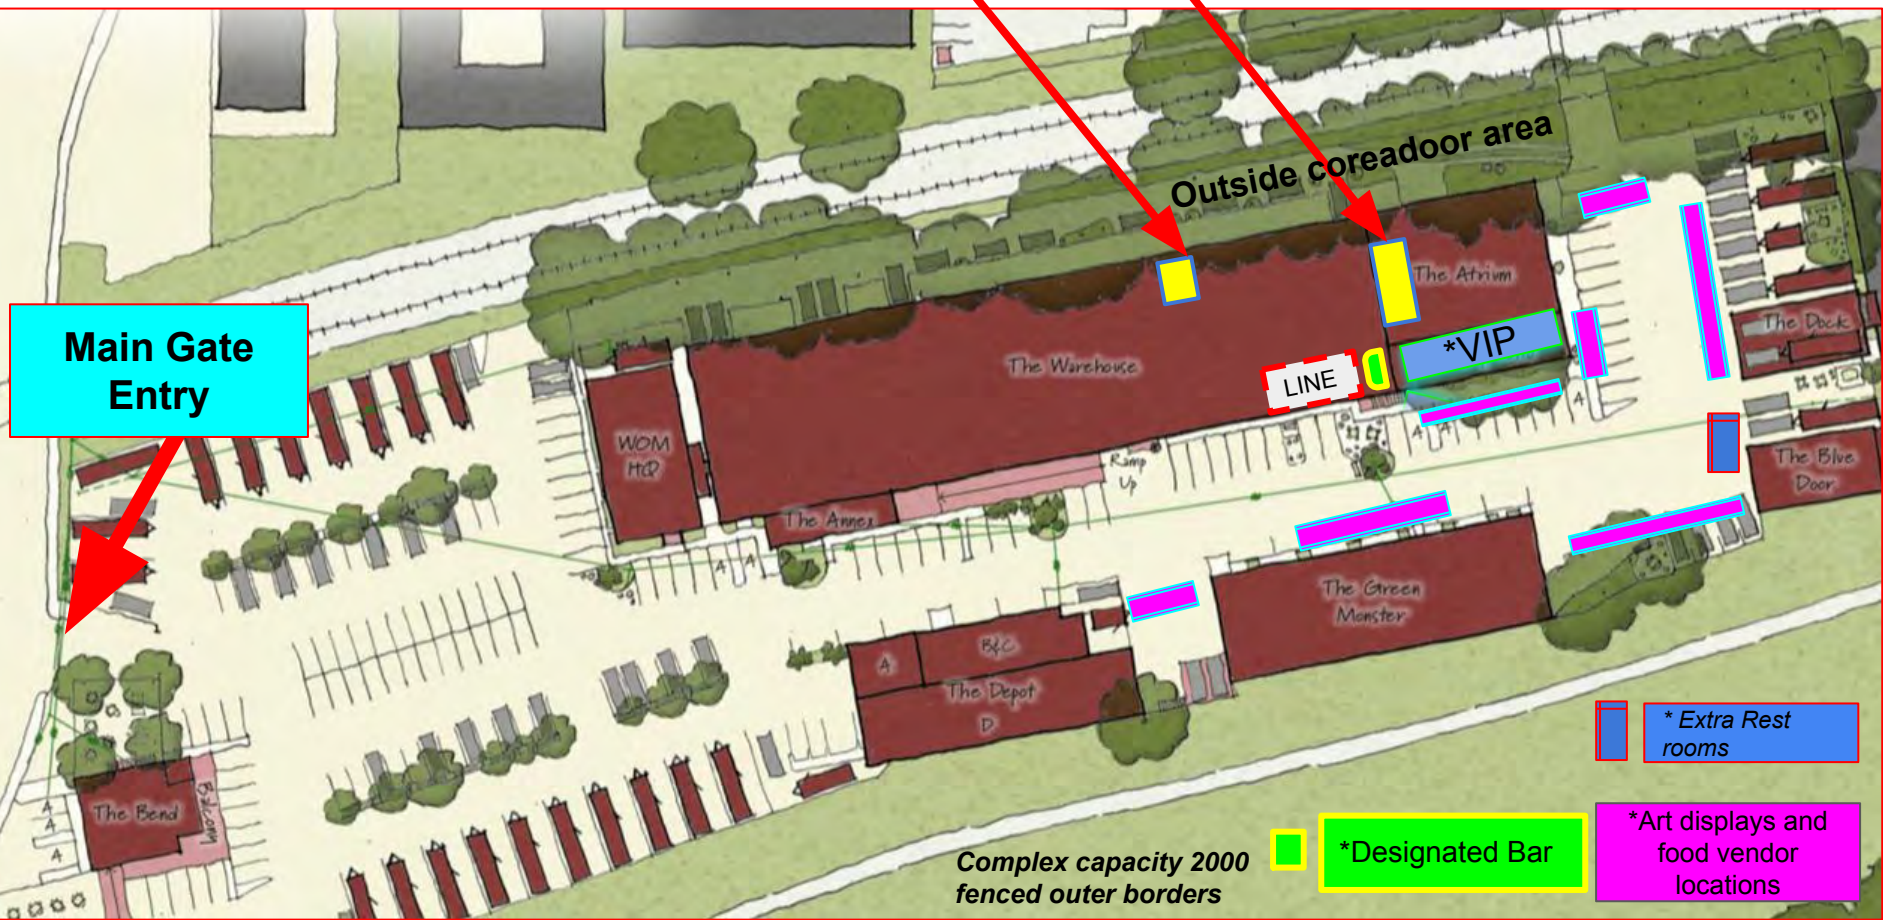 Outside coreadoor area
The Atrium
Main Gate
Entry
The Dock
*VIP
The Warehouse
LINE
WOM
HQ
Ramp
Up
The Blue
Door
The Annex
A
A
A
A
A
The Green
Monster
A
B&C
The Depot
D
* Extra Rest
rooms
The Bend
Balcony
A
A
A
*Art displays and
food vendor
locations
*Designated Bar
Complex capacity 2000
fenced outer borders